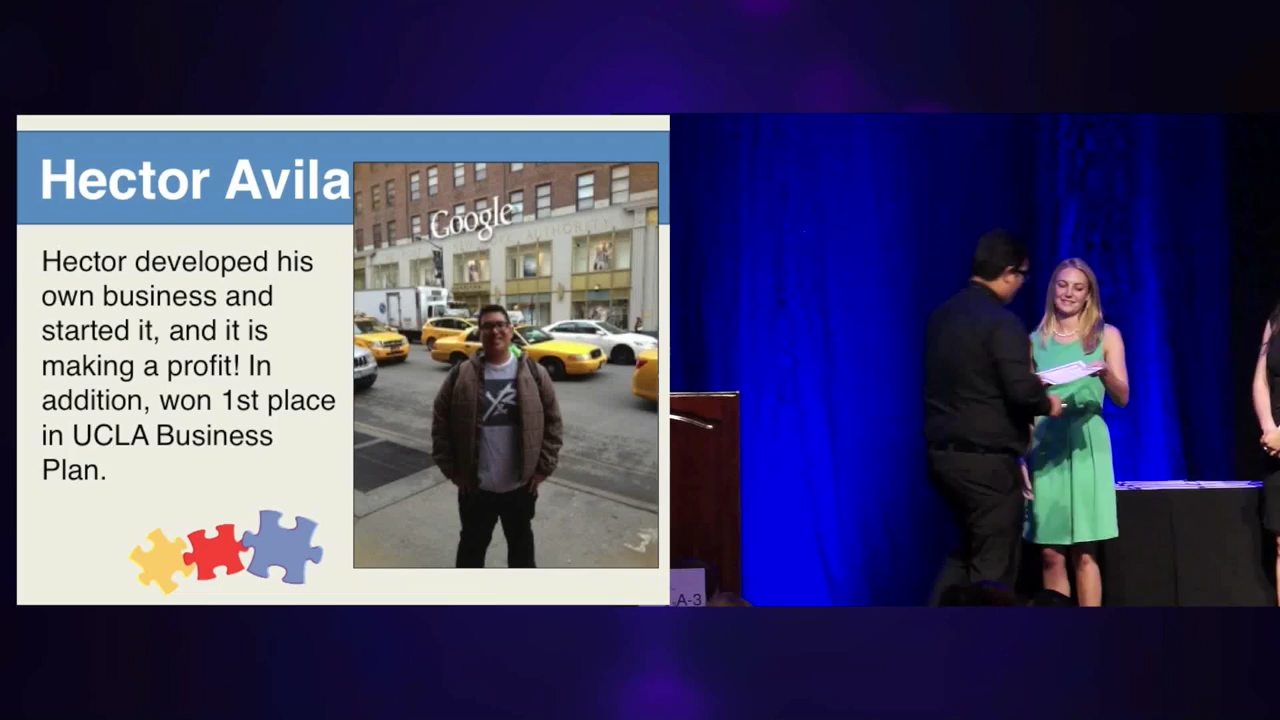 Hector Avila
Hector developed his
own business and
started it, and it is
making a profit! In
addition, won 1st place
in UCLA Business
Plan.
Google
A-3